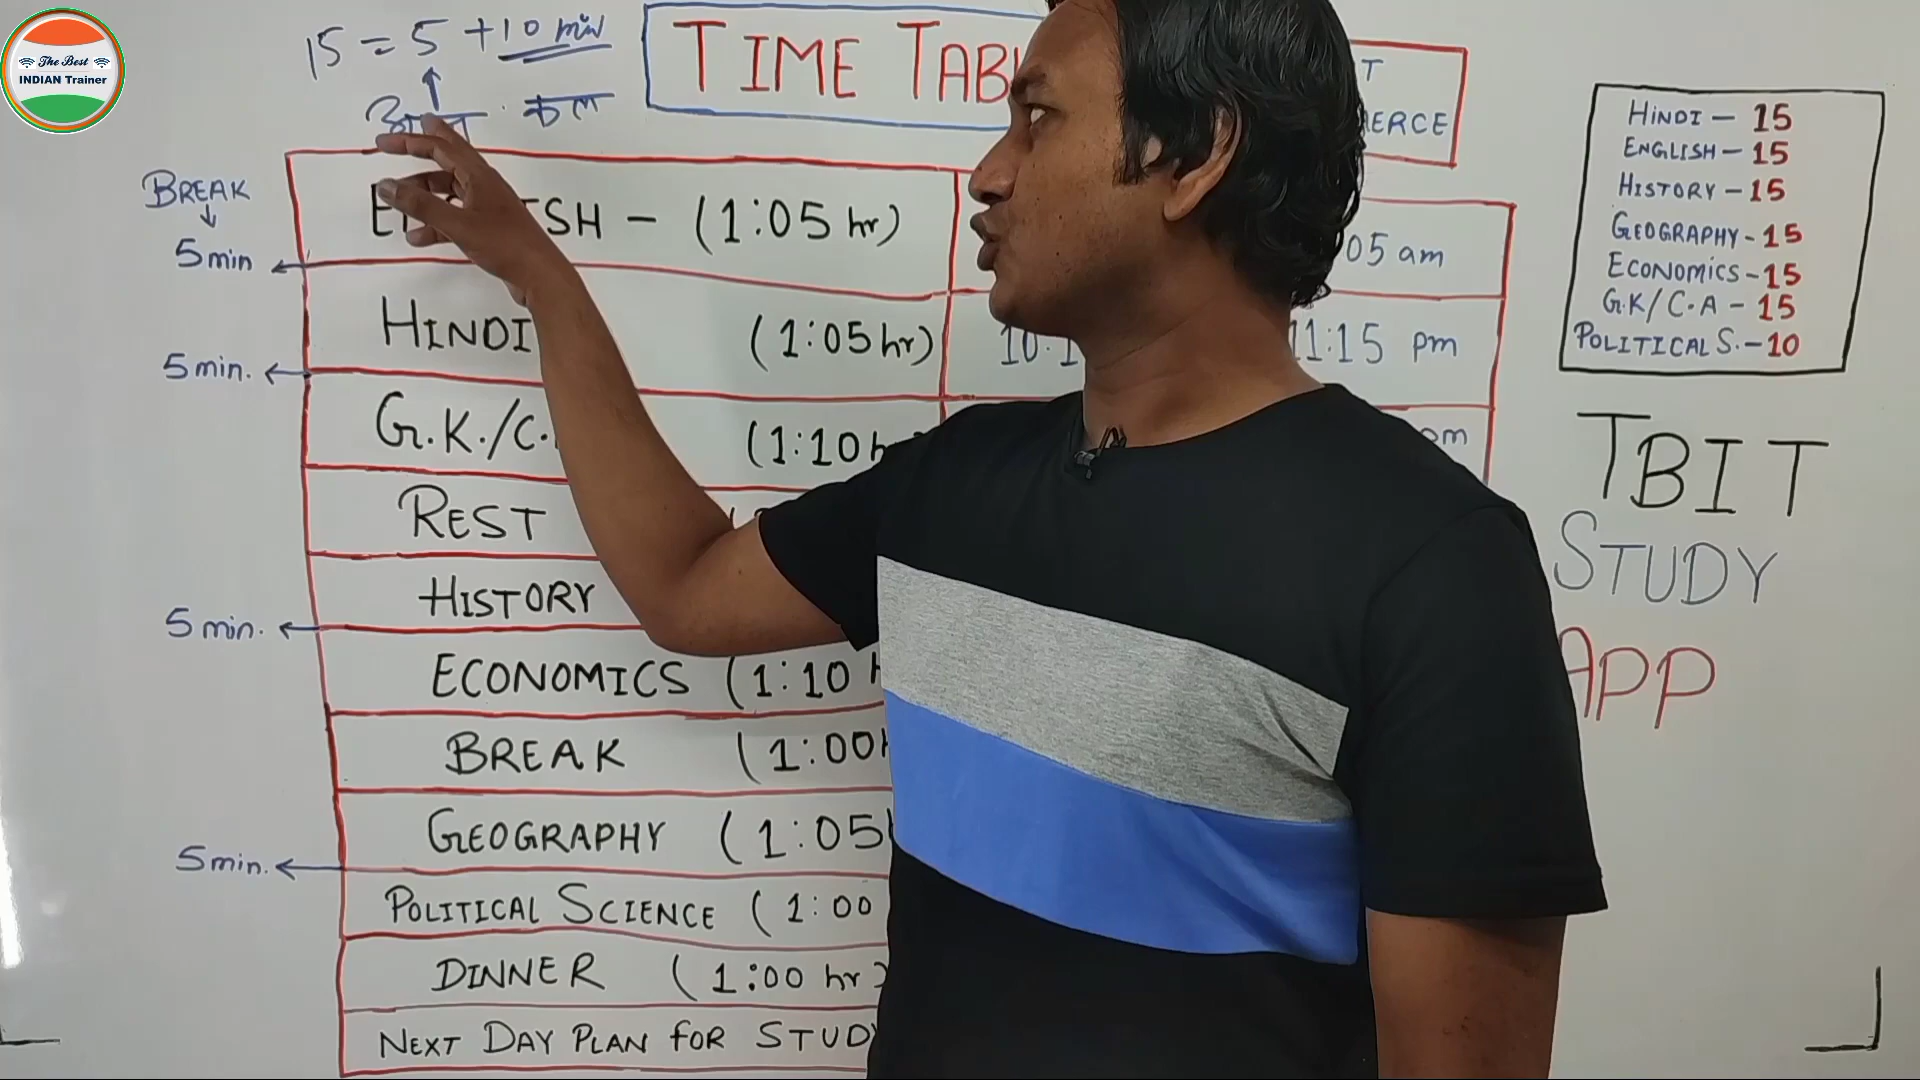 The Best
INDIAN Trainer
15 = 5 + 10 min
आज कल
TIME
T
ERCE
BREAK
5 min
SH - (1:05 hr)
05 am
HINDI (1:05 hr)
11:15 pm
5 min.
G.K./C. (1:10
REST
HISTORY
5 min.
ECONOMICS (1:10
BREAK (1:00
GEOGRAPHY (1:05
5 min.
POLITICAL SCIENCE (1:00
DINNER (1:00 hr)
NEXT DAY PLAN FOR STUDY
HINDI - 15
ENGLISH - 15
HISTORY - 15
GEOGRAPHY - 15
ECONOMICS - 15
G.K/C.A - 15
POLITICAL S. - 10
TBIT
STUDY
APP